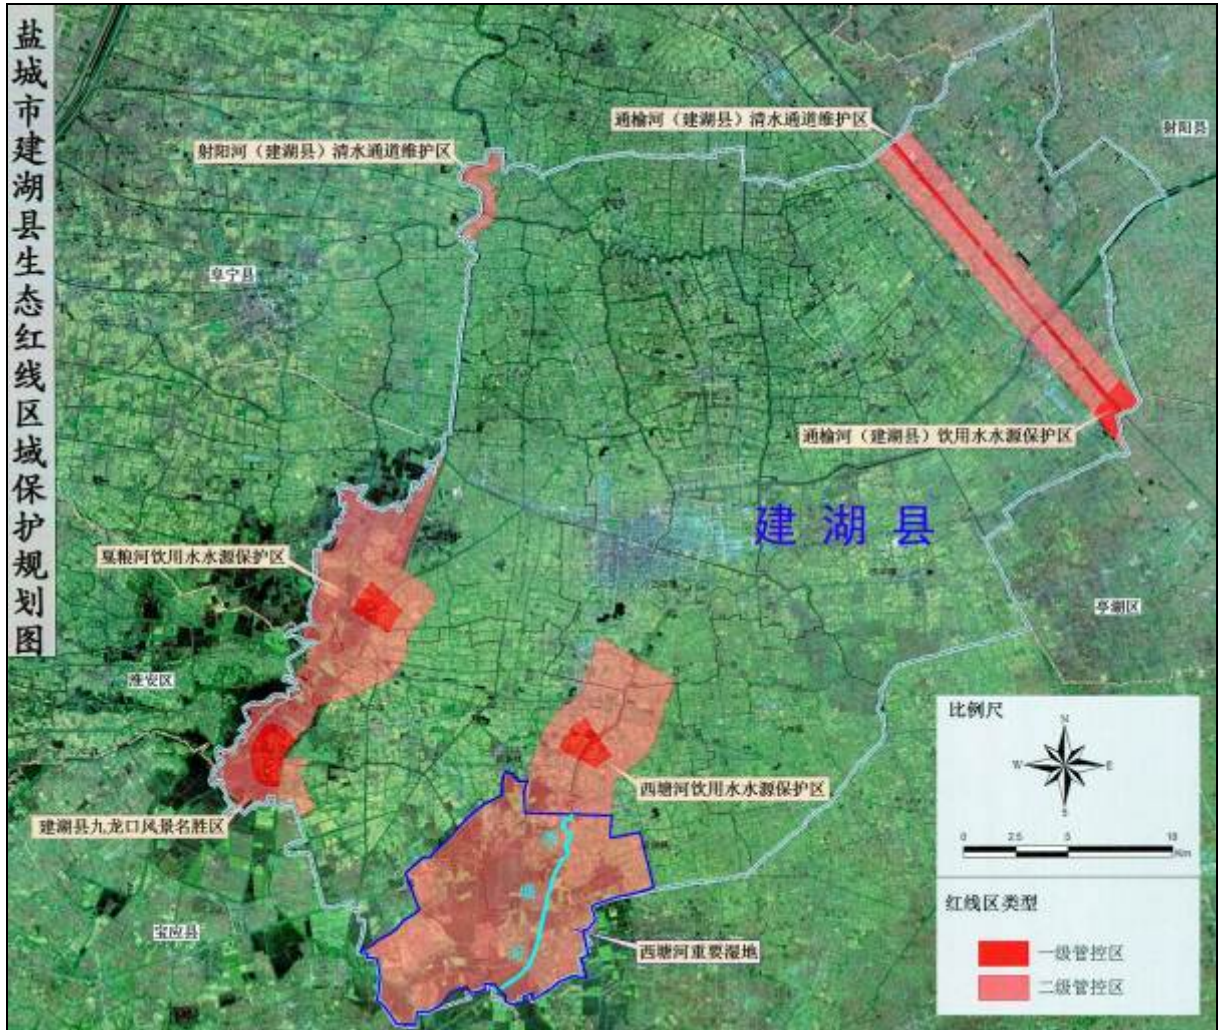 盐城市建湖县生态红线区域保护规划图
通榆河（建湖县）清水通道维护区
射阳县
射阳河（建湖县）清水通道维护区
阜宁县
通榆河（建湖县）饮用水水源保护区
建湖县
戛粮河饮用水水源保护区
亭湖区
淮安区
西塘河饮用水水源保护区
建湖县九龙口风景名胜区
西塘河重要湿地
宝应县
西
塘
河
比例尺
N
W
E
S
0 2.5 5 10
Km
红线区类型
一级管控区
二级管控区